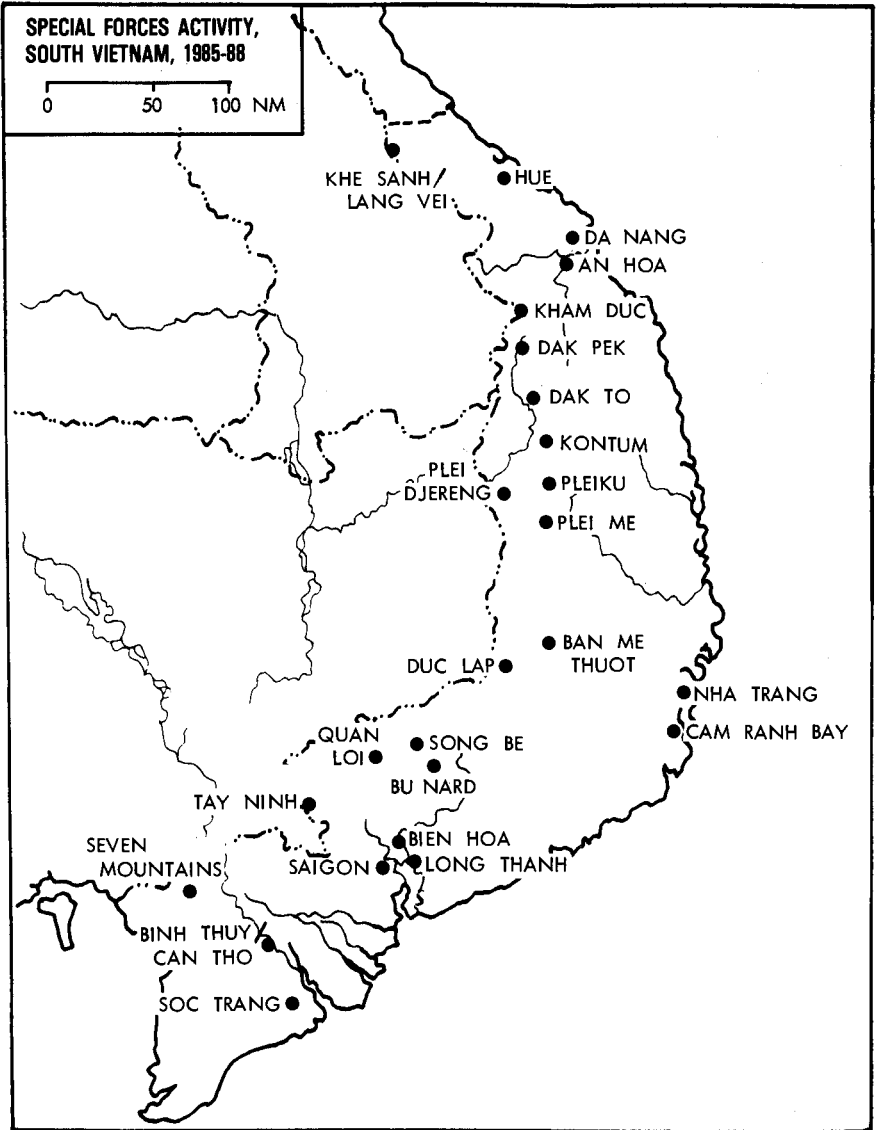 SPECIAL FORCES ACTIVITY,
SOUTH VIETNAM, 1985-88
0 50 100 NM
KHE SANH/
LANG VEI
HUE
DA NANG
AN HOA
KHAM DUC
DAK PEK
DAK TO
KONTUM
PLEI
DJERENG
PLEIKU
PLEI ME
BAN ME
THUOT
DUC LAP
NHA TRANG
CAM RANH BAY
QUAN
LOI
SONG BE
BU NARD
TAY NINH
BIEN HOA
LONG THANH
SAIGON
SEVEN
MOUNTAINS
BINH THUY/
CAN THO
SOC TRANG